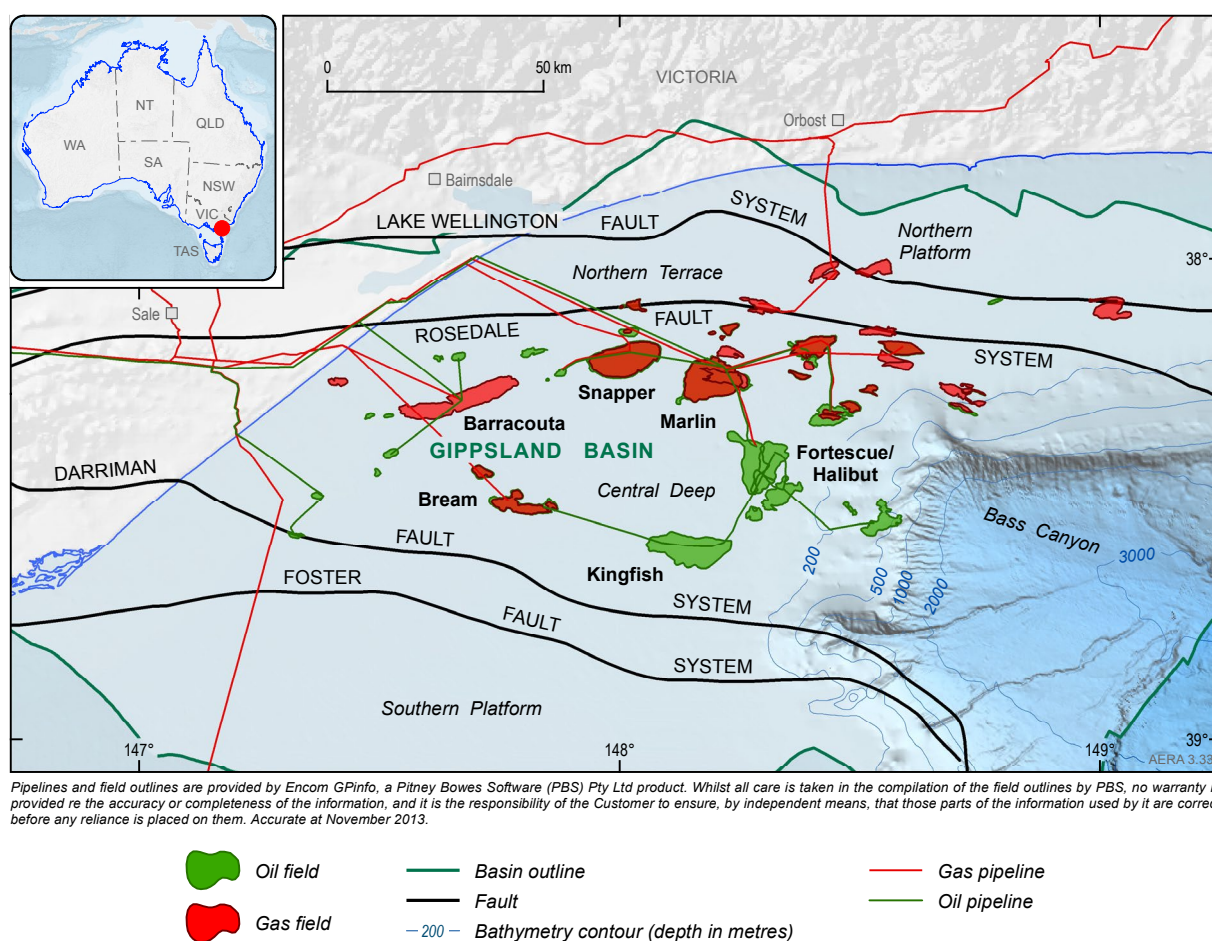 NT
QLD
WA
SA
NSW
VIC
TAS
0
50 km
VICTORIA
Orbost
Bairnsdale
LAKE WELLINGTON
FAULT
SYSTEM
Northern
Platform
38°
Northern Terrace
Sale
ROSEDALE
FAULT
SYSTEM
Snapper
Marlin
Barracouta
GIPPSLAND BASIN
Fortescue/
Halibut
DARRIMAN
Central Deep
Bream
Bass Canyon
FAULT
200
500
1000
2000
3000
FOSTER
Kingfish
SYSTEM
FAULT
SYSTEM
Southern Platform
147°
148°
149°
39°
AERA 3.33
Pipelines and field outlines are provided by Encom GPinfo, a Pitney Bowes Software (PBS) Pty Ltd product. Whilst all care is taken in the compilation of the field outlines by PBS, no warranty
provided re the accuracy or completeness of the information, and it is the responsibility of the Customer to ensure, by independent means, that those parts of the information used by it are
before any reliance is placed on them. Accurate at November 2013.
Oil field
Basin outline
Gas pipeline
Fault
Oil pipeline
Gas field
200
Bathymetry contour (depth in metres)